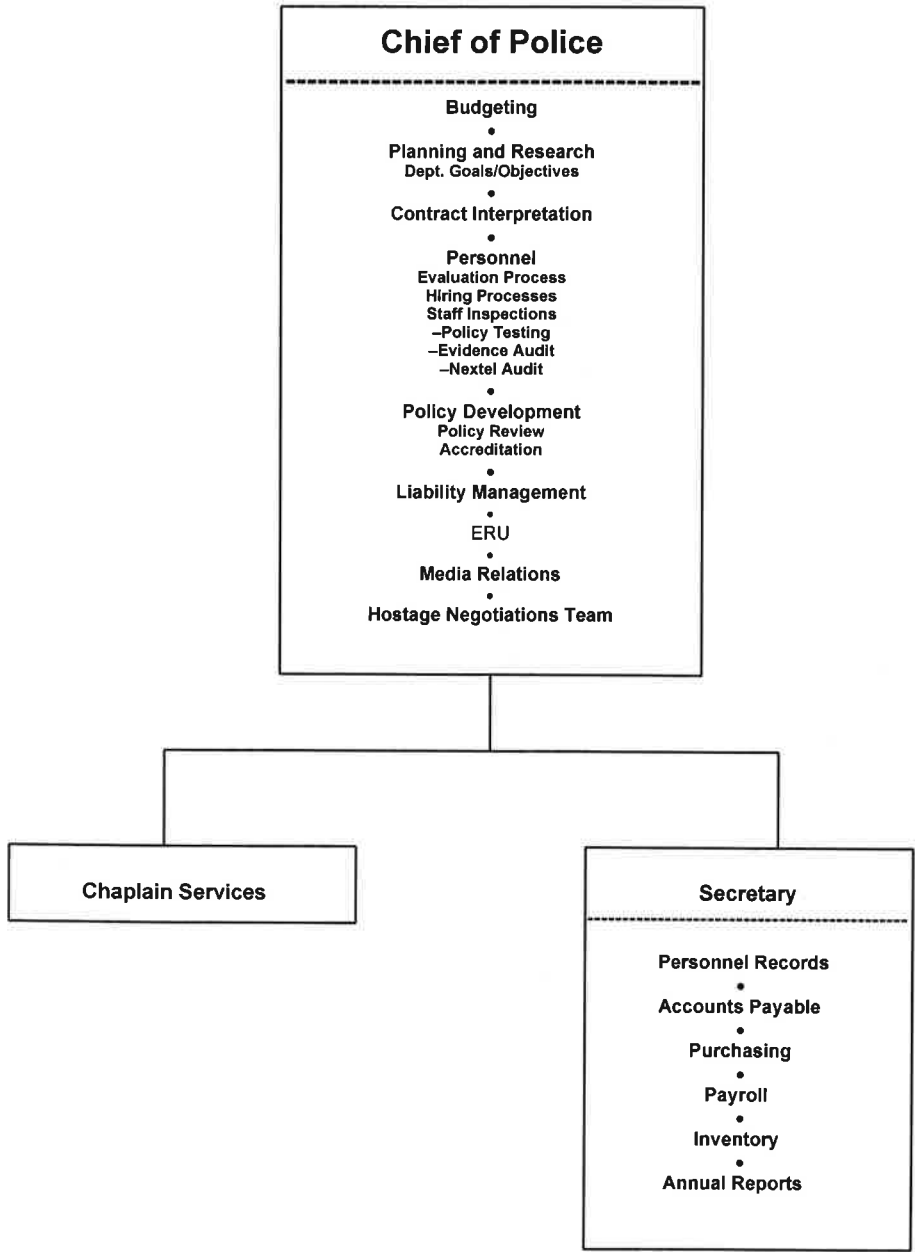 Chief of Police
Budgeting
•
Planning and Research
Dept. Goals/Objectives
•
Contract Interpretation
•
Personnel
Evaluation Process
Hiring Processes
Staff Inspections
–Policy Testing
–Evidence Audit
–Nextel Audit
•
Policy Development
Policy Review
Accreditation
•
Liability Management
•
ERU
•
Media Relations
•
Hostage Negotiations Team
Chaplain Services
Secretary
Personnel Records
•
Accounts Payable
•
Purchasing
•
Payroll
•
Inventory
•
Annual Reports